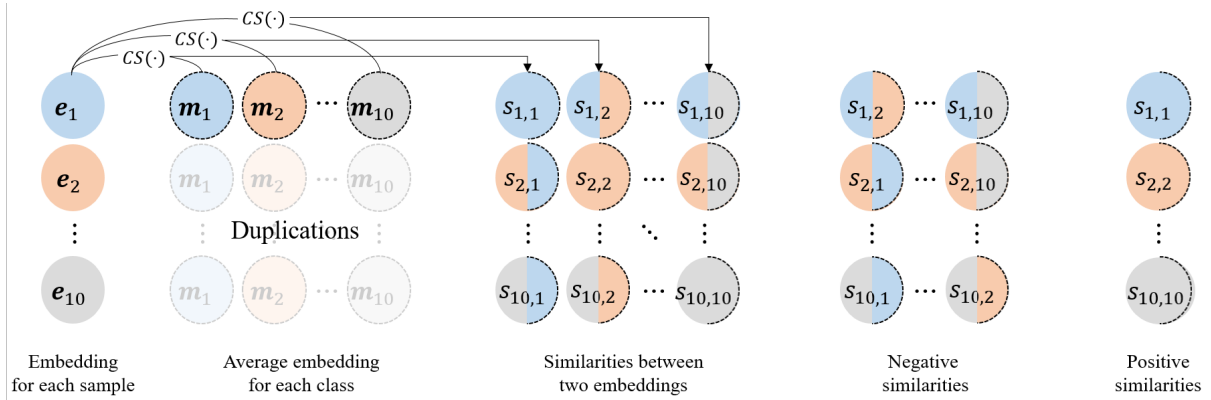 CS(·)
CS(·)
CS(·)
e₁ m₁ m₂ ··· m₁₀ s₁,₁ s₁,₂ ··· s₁,₁₀ s₁,₂ ··· s₁,₁₀ s₁,₁
e₂ m₁ m₂ ··· m₁₀ s₂,₁ s₂,₂ ··· s₂,₁₀ s₂,₁ ··· s₂,₁₀ s₂,₂
⋮ ⋮ Duplications ⋮ ⋮ ⋮ ⋱ ⋮ ⋮ ⋮ ⋮
e₁₀ m₁ m₂ ··· m₁₀ s₁₀,₁ s₁₀,₂ ··· s₁₀,₁₀ s₁₀,₁ ··· s₁₀,₂ s₁₀,₁₀
Embedding
for each sample
Average embedding
for each class
Similarities between
two embeddings
Negative
similarities
Positive
similarities